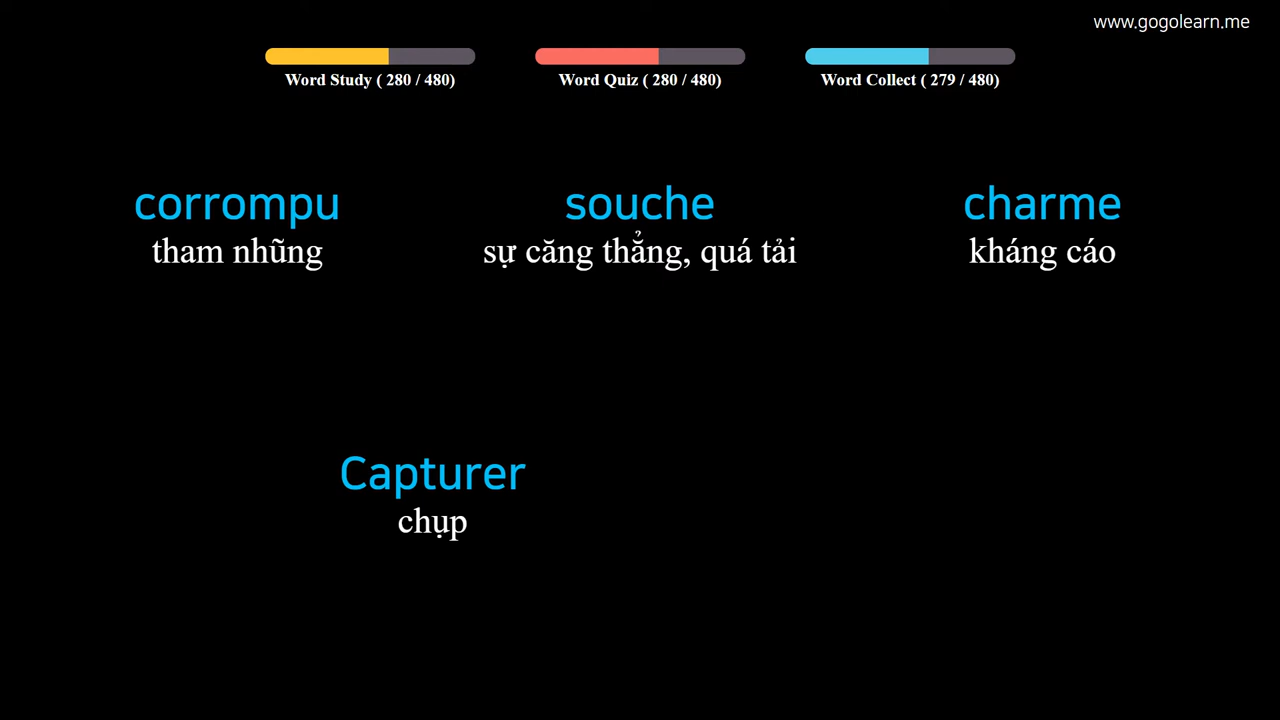 www.gogolearn.me
Word Study ( 280 / 480)
Word Quiz ( 280 / 480)
Word Collect ( 279 / 480)
corrompu
tham nhũng
souche
sự căng thẳng, quá tải
charme
kháng cáo
Capturer
chụp